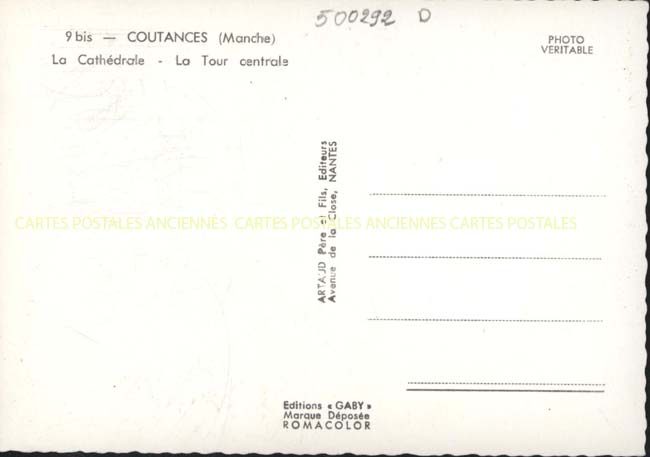 500292 D
9 bis — COUTANCES (Manche)
La Cathédrale - La Tour centrale
PHOTO
VERITABLE
ARTAUD Père et Fils, Editeurs
Avenue de la Close, NANTES
CARTES POSTALES ANCIENNES CARTES POSTALES ANCIENNES CARTES POSTALES
Editions « GABY »
Marque Déposée
ROMACOLOR